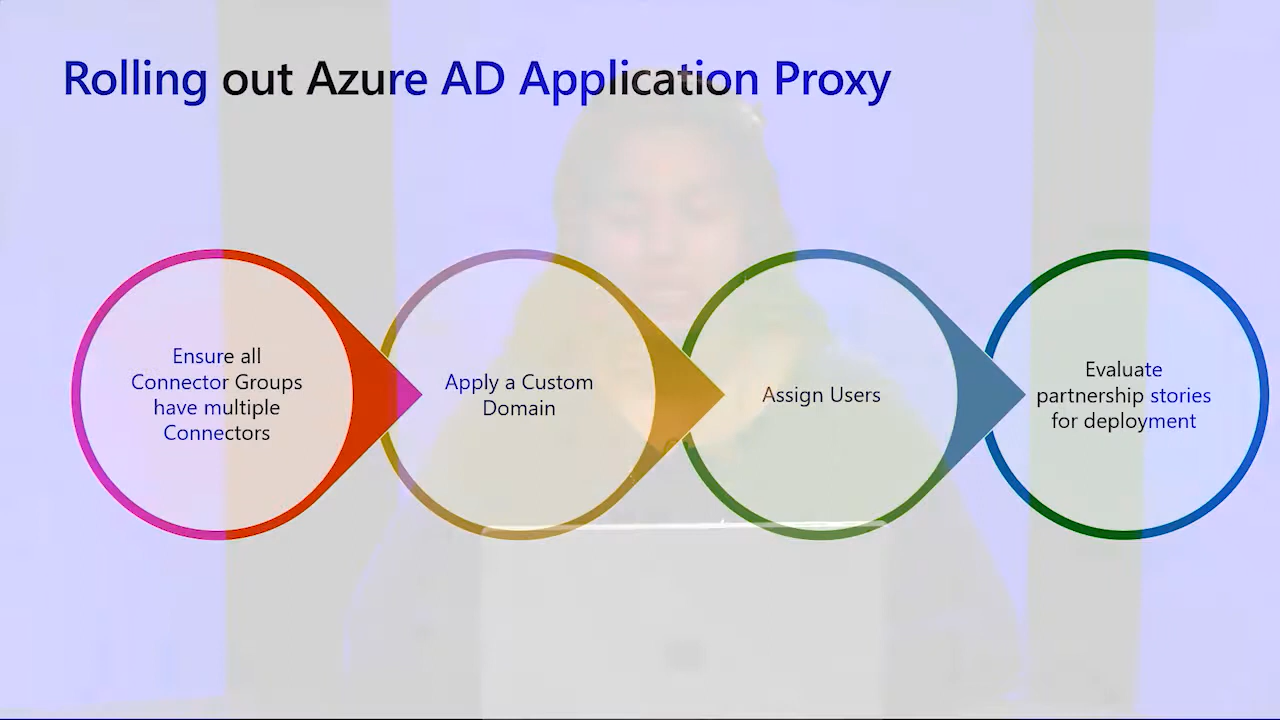 Rolling out Azure AD Application Proxy
Ensure all
Connector Groups
have multiple
Connectors
Apply a Custom
Domain
Assign Users
Evaluate
partnership stories
for deployment